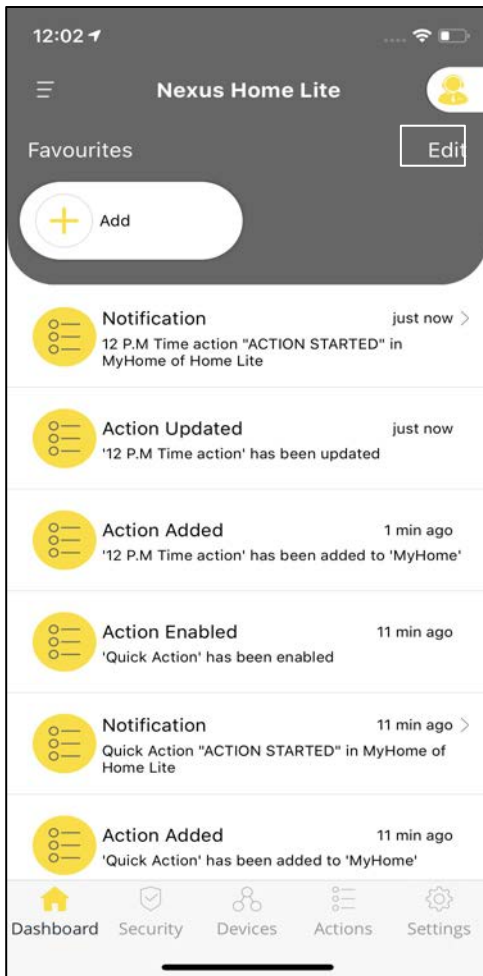 12:02
Nexus Home Lite
Favourites
Edit
Add
Notification
just now
12 P.M Time action "ACTION STARTED" in
MyHome of Home Lite
Action Updated
just now
'12 P.M Time action' has been updated
Action Added
1 min ago
'12 P.M Time action' has been added to 'MyHome'
Action Enabled
11 min ago
'Quick Action' has been enabled
Notification
11 min ago
Quick Action "ACTION STARTED" in MyHome of
Home Lite
Action Added
11 min ago
'Quick Action' has been added to 'MyHome'
Dashboard Security Devices Actions Settings